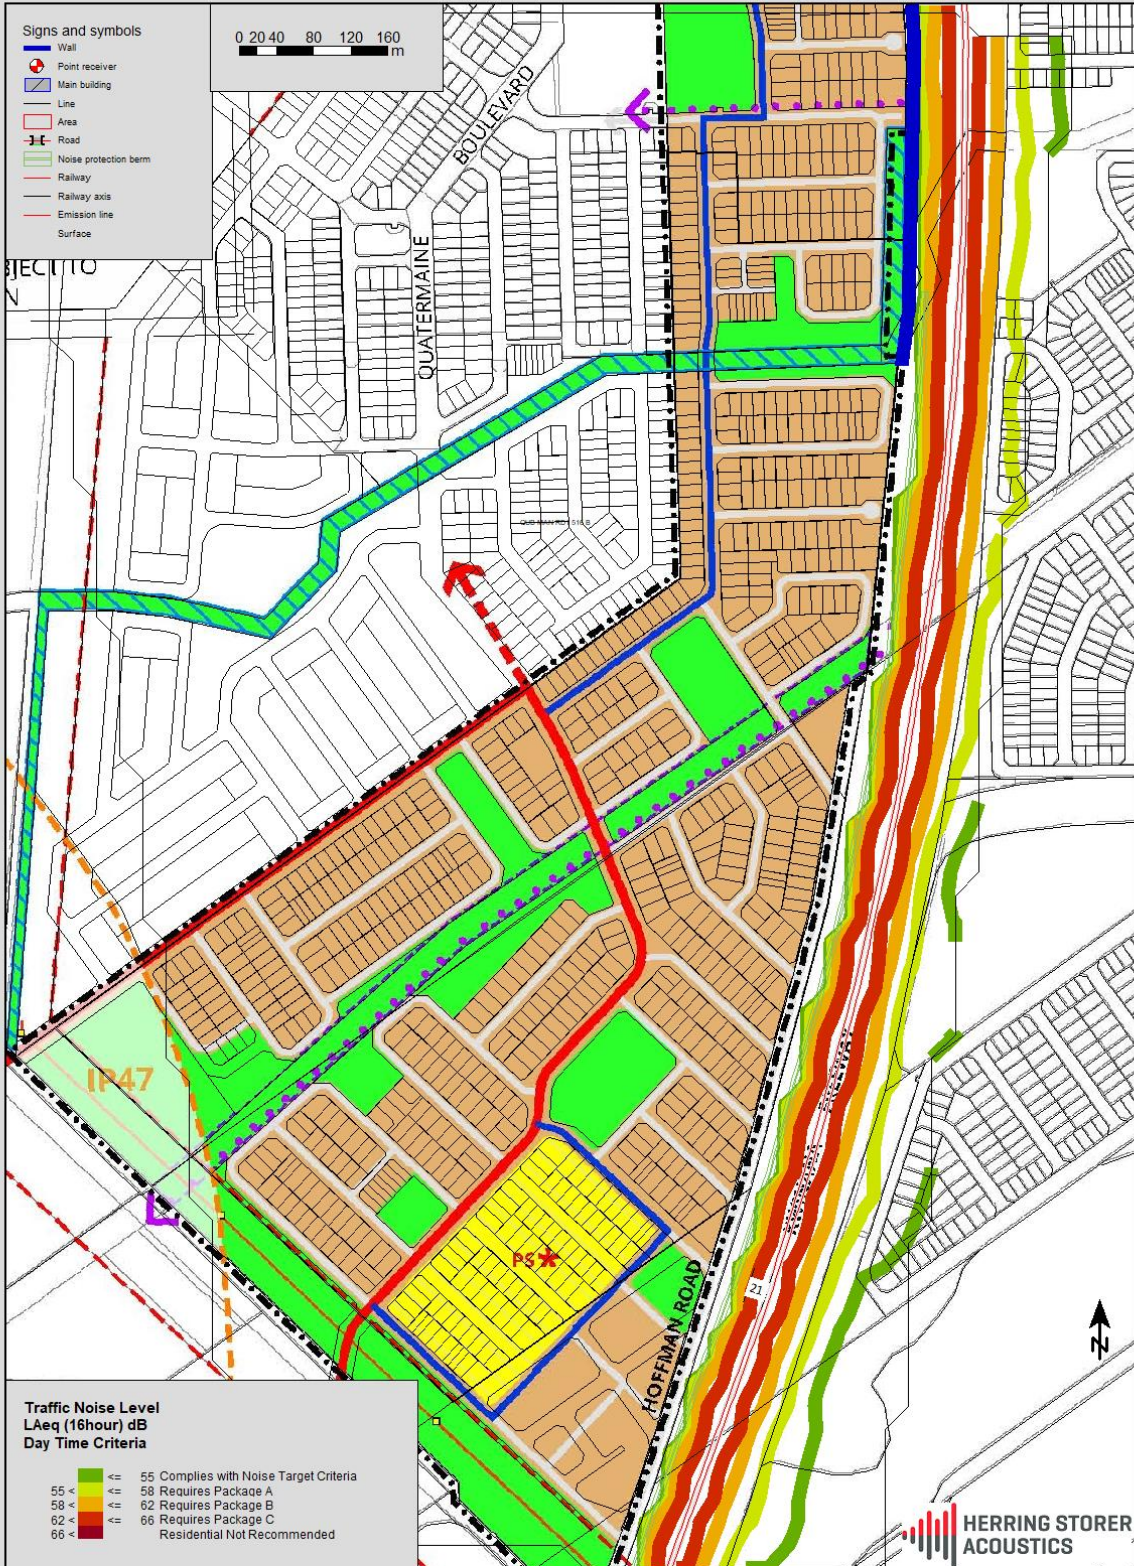 Signs and symbols
Wall
Point receiver
Main building
Line
Area
Road
Noise protection berm
Railway
Railway axis
Emission line
Surface
0 20 40 80 120 160
m
BOULEVARD
QUATERMAINE
BJECT TO
N
IP47
PS
HOFFMAN ROAD
21
N
Traffic Noise Level
LAeq (16hour) dB
Day Time Criteria
<= 55 Complies with Noise Target Criteria
55 < <= 58 Requires Package A
58 < <= 62 Requires Package B
62 < <= 66 Requires Package C
66 < Residential Not Recommended
HERRING STORER
ACOUSTICS